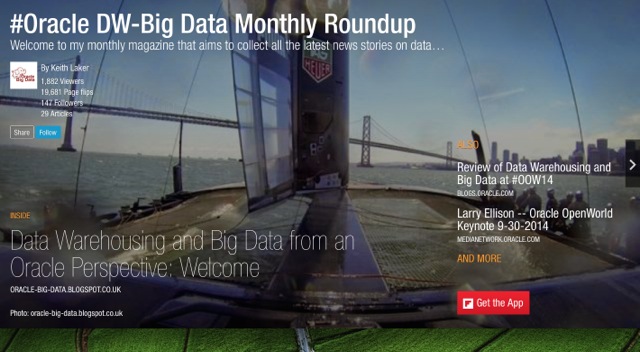 #Oracle DW-Big Data Monthly Roundup
Welcome to my monthly magazine that aims to collect all the latest news stories on data…
By Keith Laker
1,882 Viewers
19,681 Page flips
147 Followers
29 Articles
Share Follow
TAG
HEUER
INSIDE
Data Warehousing and Big Data from an
Oracle Perspective: Welcome
ORACLE-BIG-DATA.BLOGSPOT.CO.UK
Photo: oracle-big-data.blogspot.co.uk
ALSO
Review of Data Warehousing and
Big Data at #OOW14
BLOGS.ORACLE.COM
Larry Ellison -- Oracle OpenWorld
Keynote 9-30-2014
MEDIANETWORK.ORACLE.COM
AND MORE
Get the App